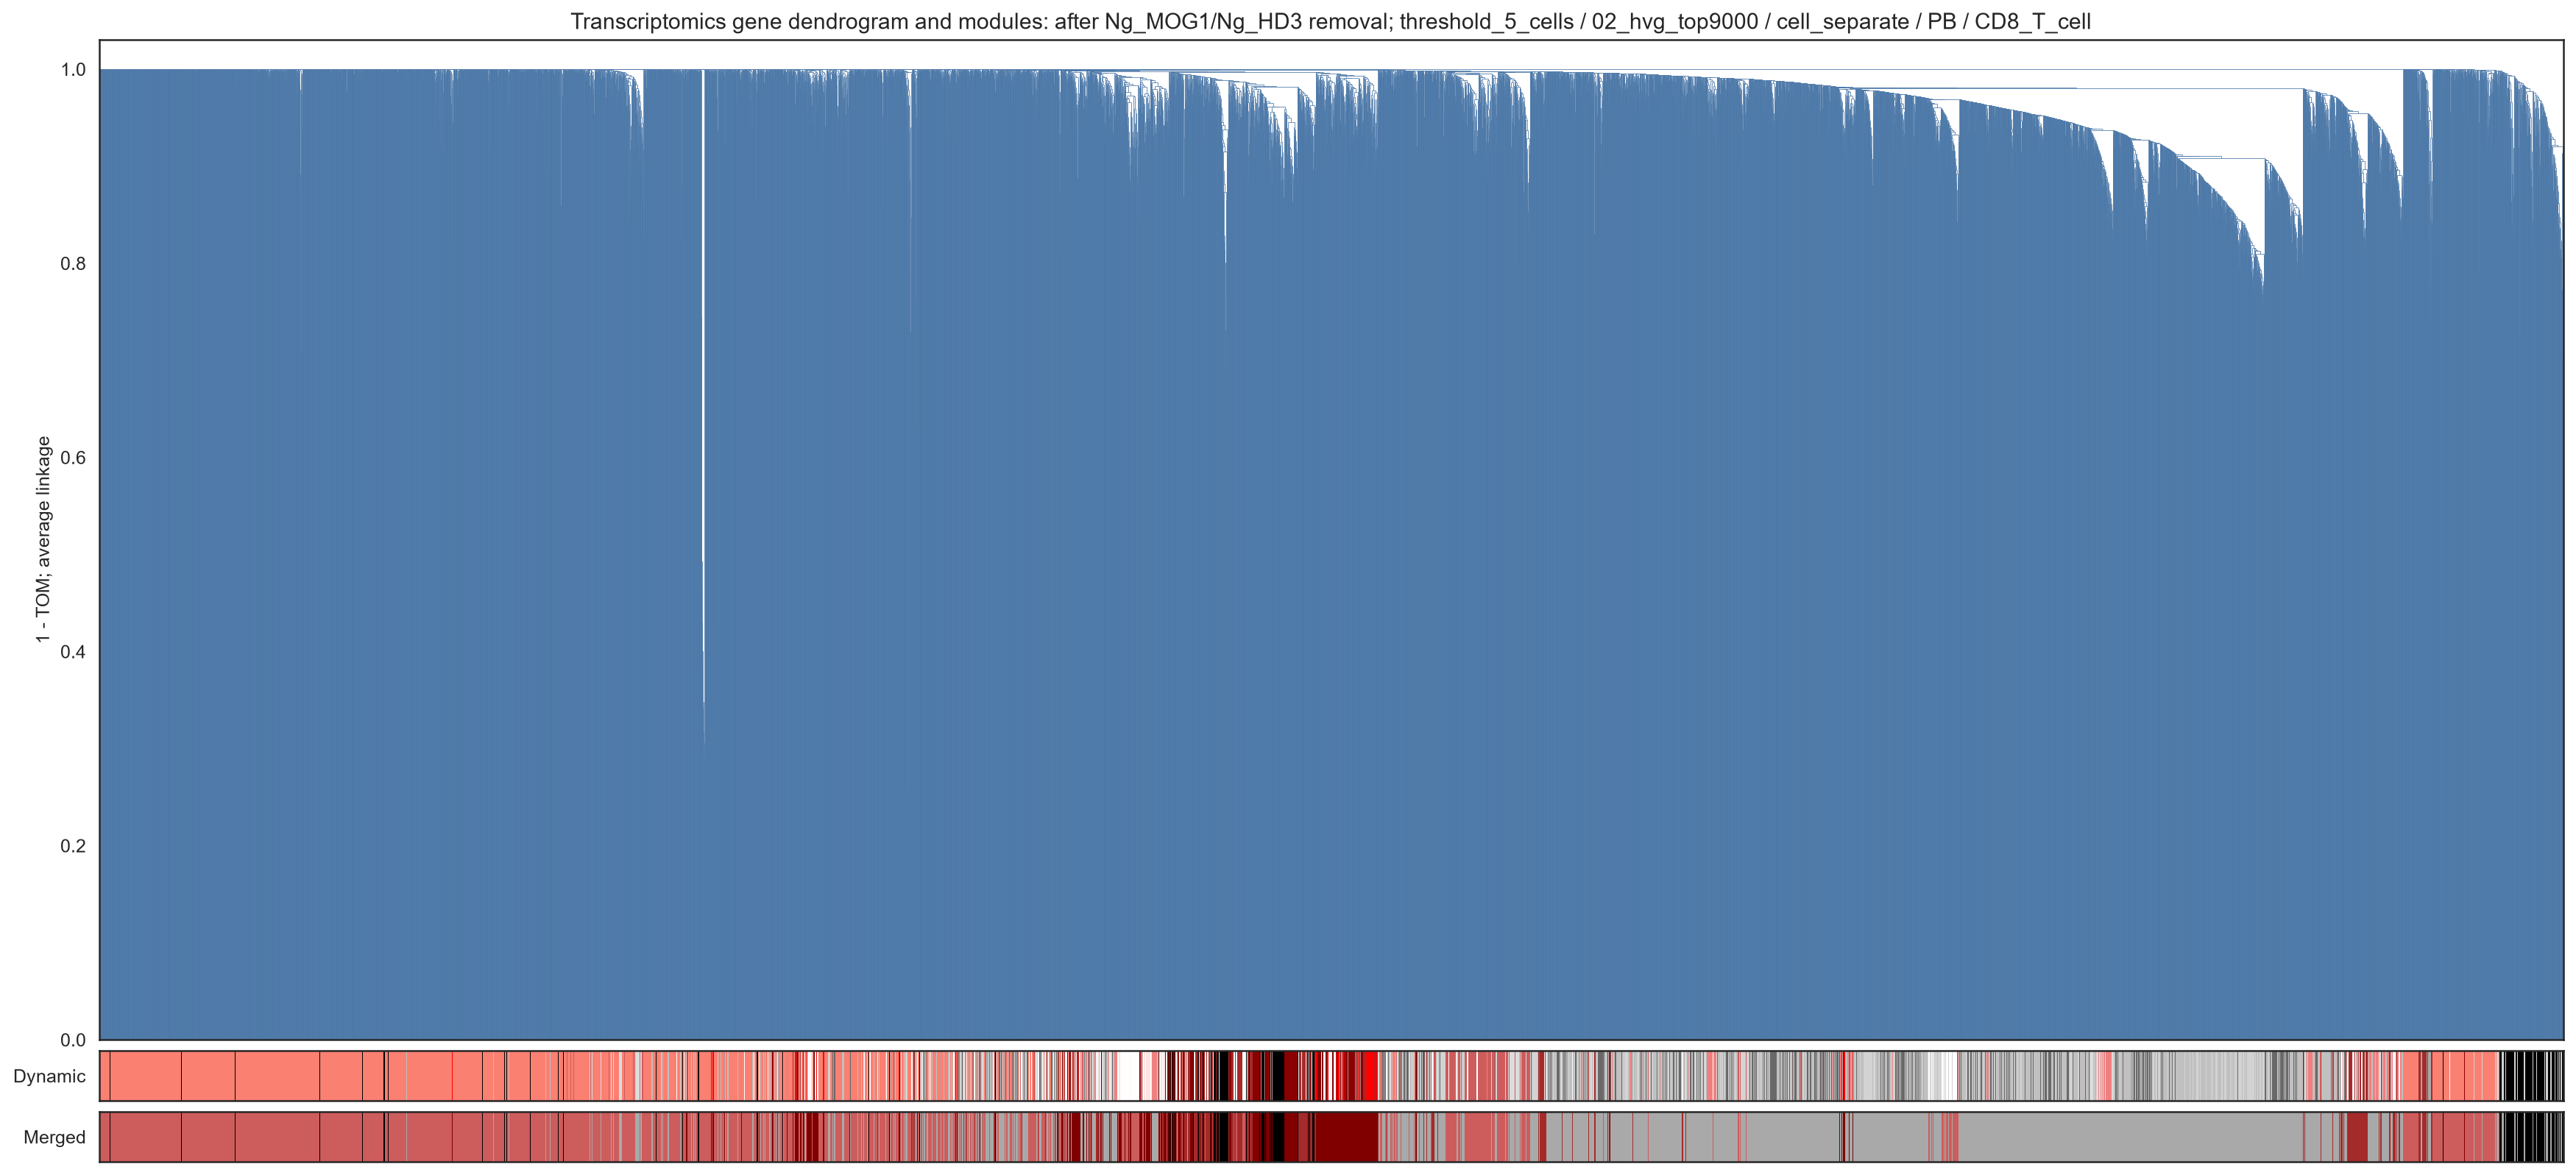 Transcriptomics gene dendrogram and modules: after Ng_MOG1/Ng_HD3 removal; threshold_5_cells / 02_hvg_top9000 / cell_separate / PB / CD8_T_cell
1 - TOM; average linkage
1.0
0.8
0.6
0.4
0.2
0.0
Dynamic
Merged